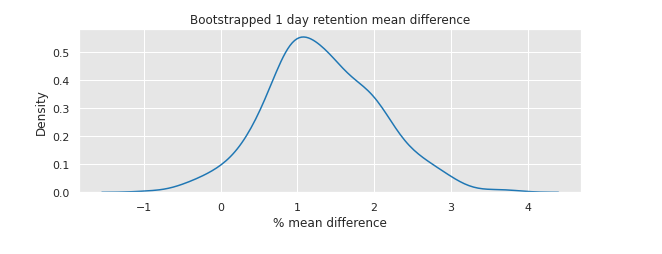 Bootstrapped 1 day retention mean difference
0.5
0.4
0.3
0.2
0.1
0.0
Density
−1 0 1 2 3 4
% mean difference